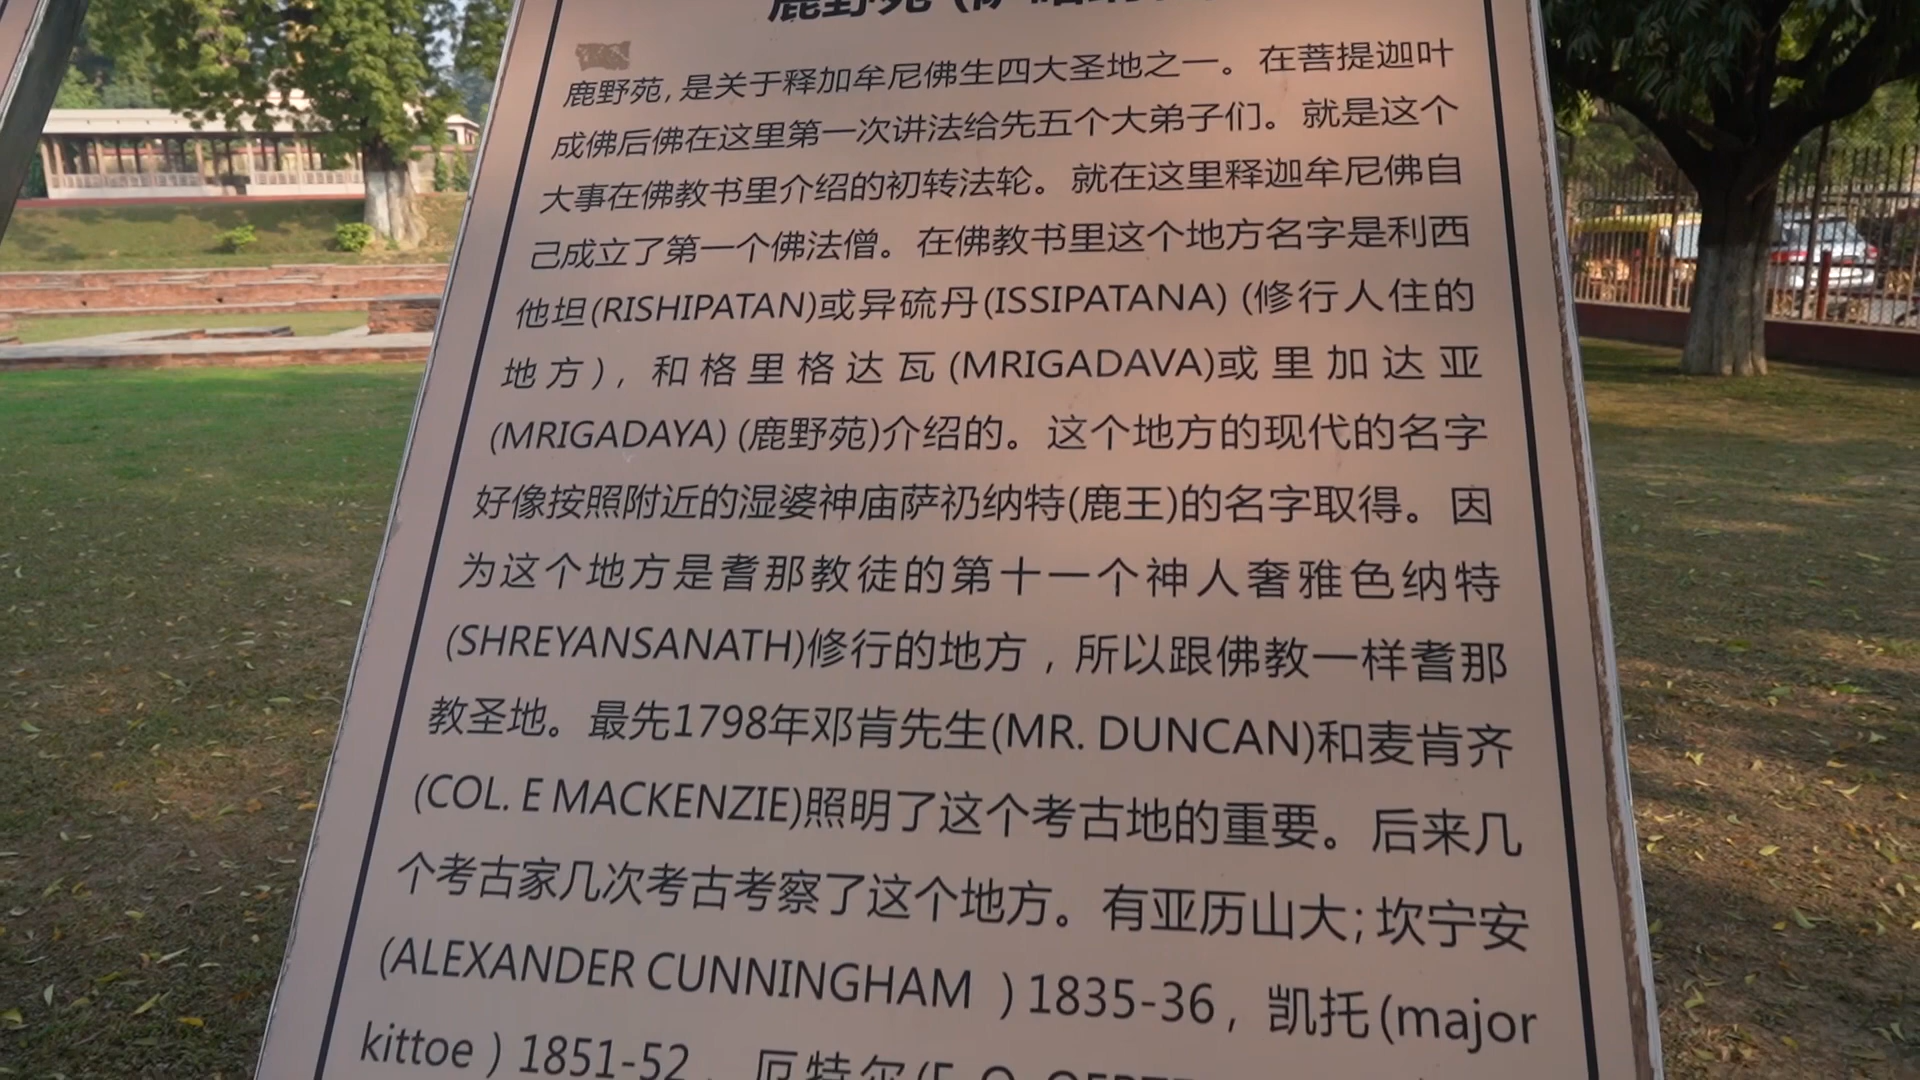 鹿野苑
鹿野苑,是关于释加牟尼佛生四大圣地之一。在菩提迦叶
成佛后佛在这里第一次讲法给先五个大弟子们。就是这个
大事在佛教书里介绍的初转法轮。就在这里释迦牟尼佛自
己成立了第一个佛法僧。在佛教书里这个地方名字是利西
他坦(RISHIPATAN)或异硫丹(ISSIPATANA) (修行人住的
地方), 和格里格达瓦(MRIGADAVA)或里加达亚
(MRIGADAYA) (鹿野苑)介绍的。这个地方的现代的名字
好像按照附近的湿婆神庙萨礽纳特(鹿王)的名字取得。因
为这个地方是耆那教徒的第十一个神人奢雅色纳特
(SHREYANSANATH)修行的地方，所以跟佛教一样耆那
教圣地。最先1798年邓肯先生(MR. DUNCAN)和麦肯齐
(COL. E MACKENZIE)照明了这个考古地的重要。后来几
个考古家几次考古考察了这个地方。有亚历山大;坎宁安
(ALEXANDER CUNNINGHAM ) 1835-36, 凯托(major
kittoe ) 1851-52、厄特尔(F. O.